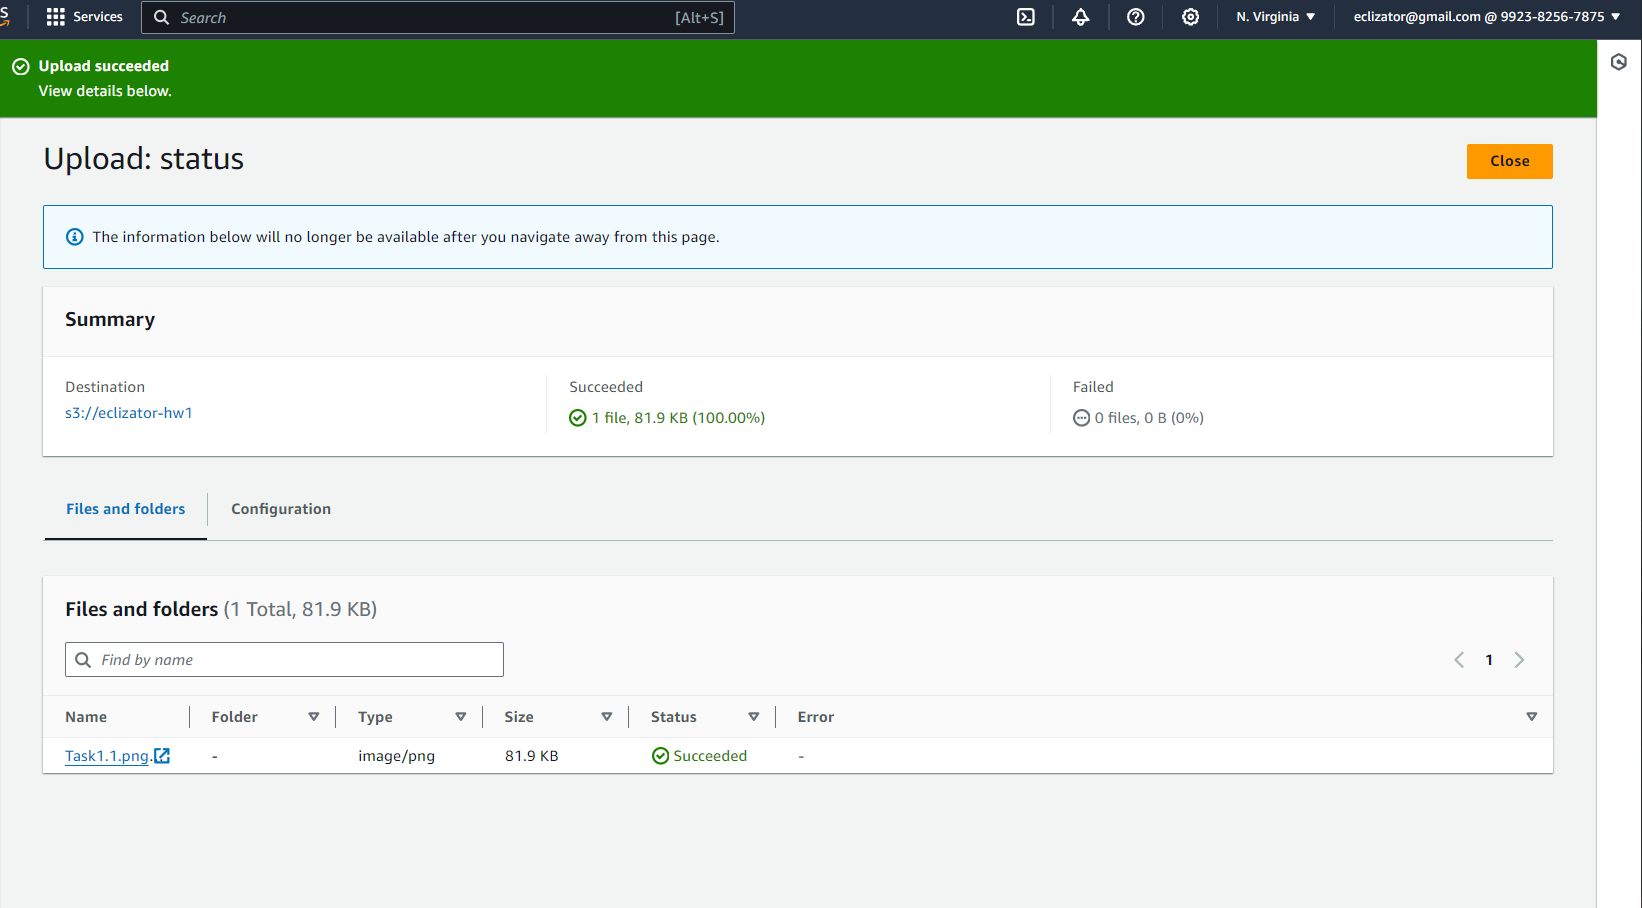 S
Services
Search
[Alt+S]
N. Virginia
eclizator@gmail.com @ 9923-8256-7875
Upload succeeded
View details below.
Upload: status
Close
The information below will no longer be available after you navigate away from this page.
Summary
Destination
s3://eclizator-hw1
Succeeded
1 file, 81.9 KB (100.00%)
Failed
0 files, 0 B (0%)
Files and folders
Configuration
Files and folders (1 Total, 81.9 KB)
Find by name
1
Name Folder Type Size Status Error
Task1.1.png - image/png 81.9 KB Succeeded -